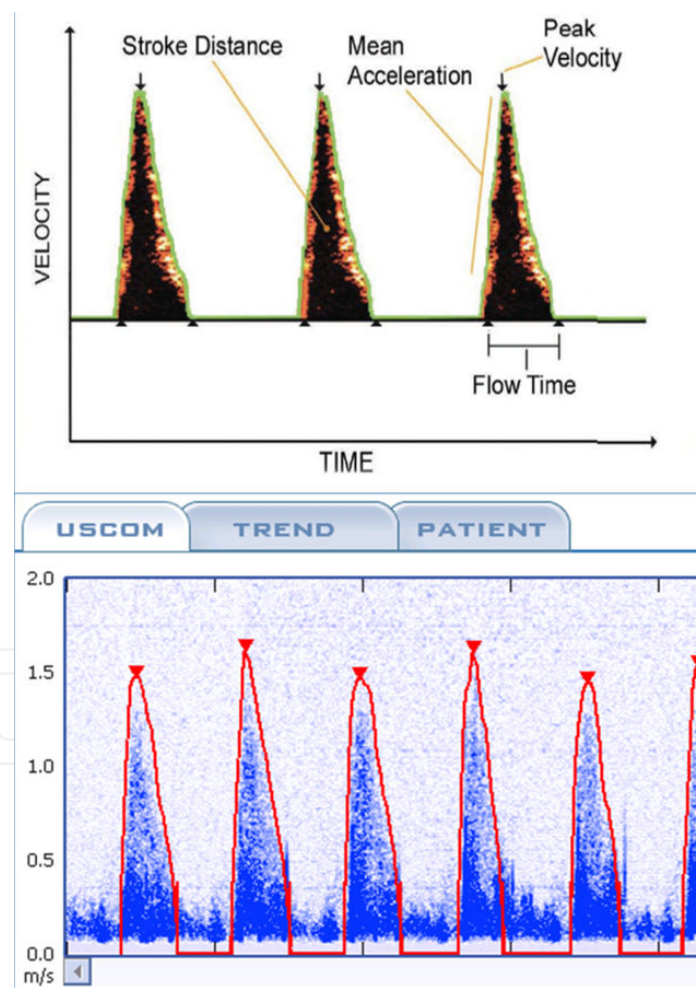 Stroke Distance
Mean
Acceleration
Peak
Velocity
VELOCITY
Flow Time
TIME
USCOM
TREND
PATIENT
2.0
1.5
1.0
0.5
0.0
m/s